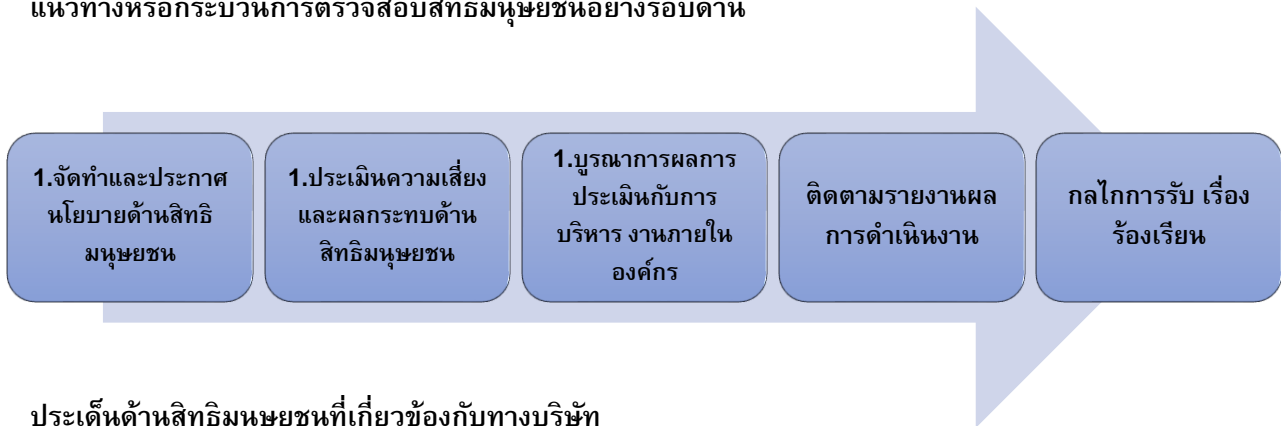 แนวทางหรือกระบวนการตรวจสอบสิทธิมนุษยชนอย่างรอบด้าน
1.จัดทำและประกาศ
นโยบายด้านสิทธิ
มนุษยชน
1.ประเมินความเสี่ยง
และผลกระทบด้าน
สิทธิมนุษยชน
1.บูรณาการผลการ
ประเมินกับการ
บริหาร งานภายใน
องค์กร
ติดตามรายงานผล
การดำเนินงาน
กลไกการรับ เรื่อง
ร้องเรียน
ประเด็นด้านสิทธิมนุษยชนที่เกี่ยวข้องกับทางบริษัท